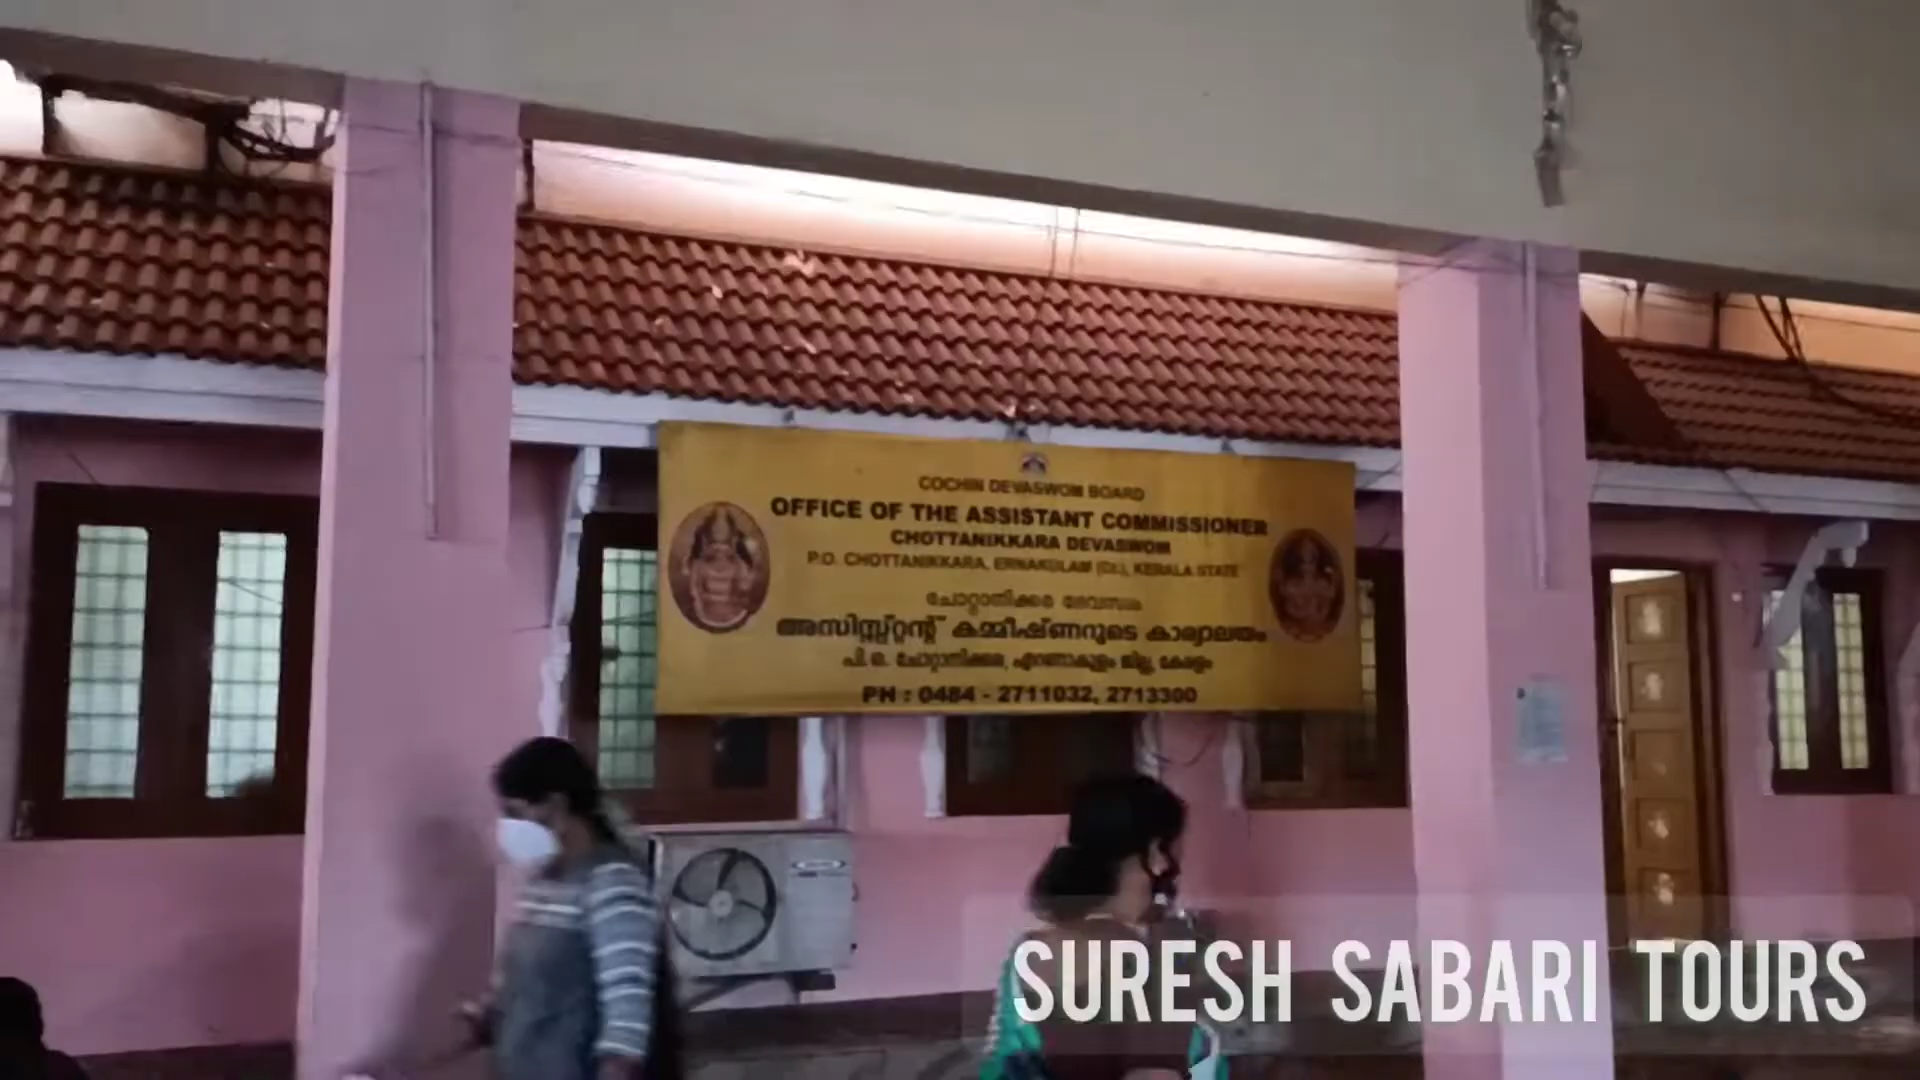 COCHIN DEVASWOM BOARD
OFFICE OF THE ASSISTANT COMMISSIONER
CHOTTANIKKARA DEVASWOM
P.O. CHOTTANIKKARA, ERNAKULAM (Dt.), KERALA STATE
ചോറ്റാനിക്കര ദേവസ്വം
അസിസ്റ്റന്റ് കമ്മീഷ്ണറുടെ കാര്യാലയം
പി.ഒ. ചോറ്റാനിക്കര, എറണാകുളം ജില്ല, കേരളം
PH : 0484 - 2711032, 2713300
SURESH SABARI TOURS